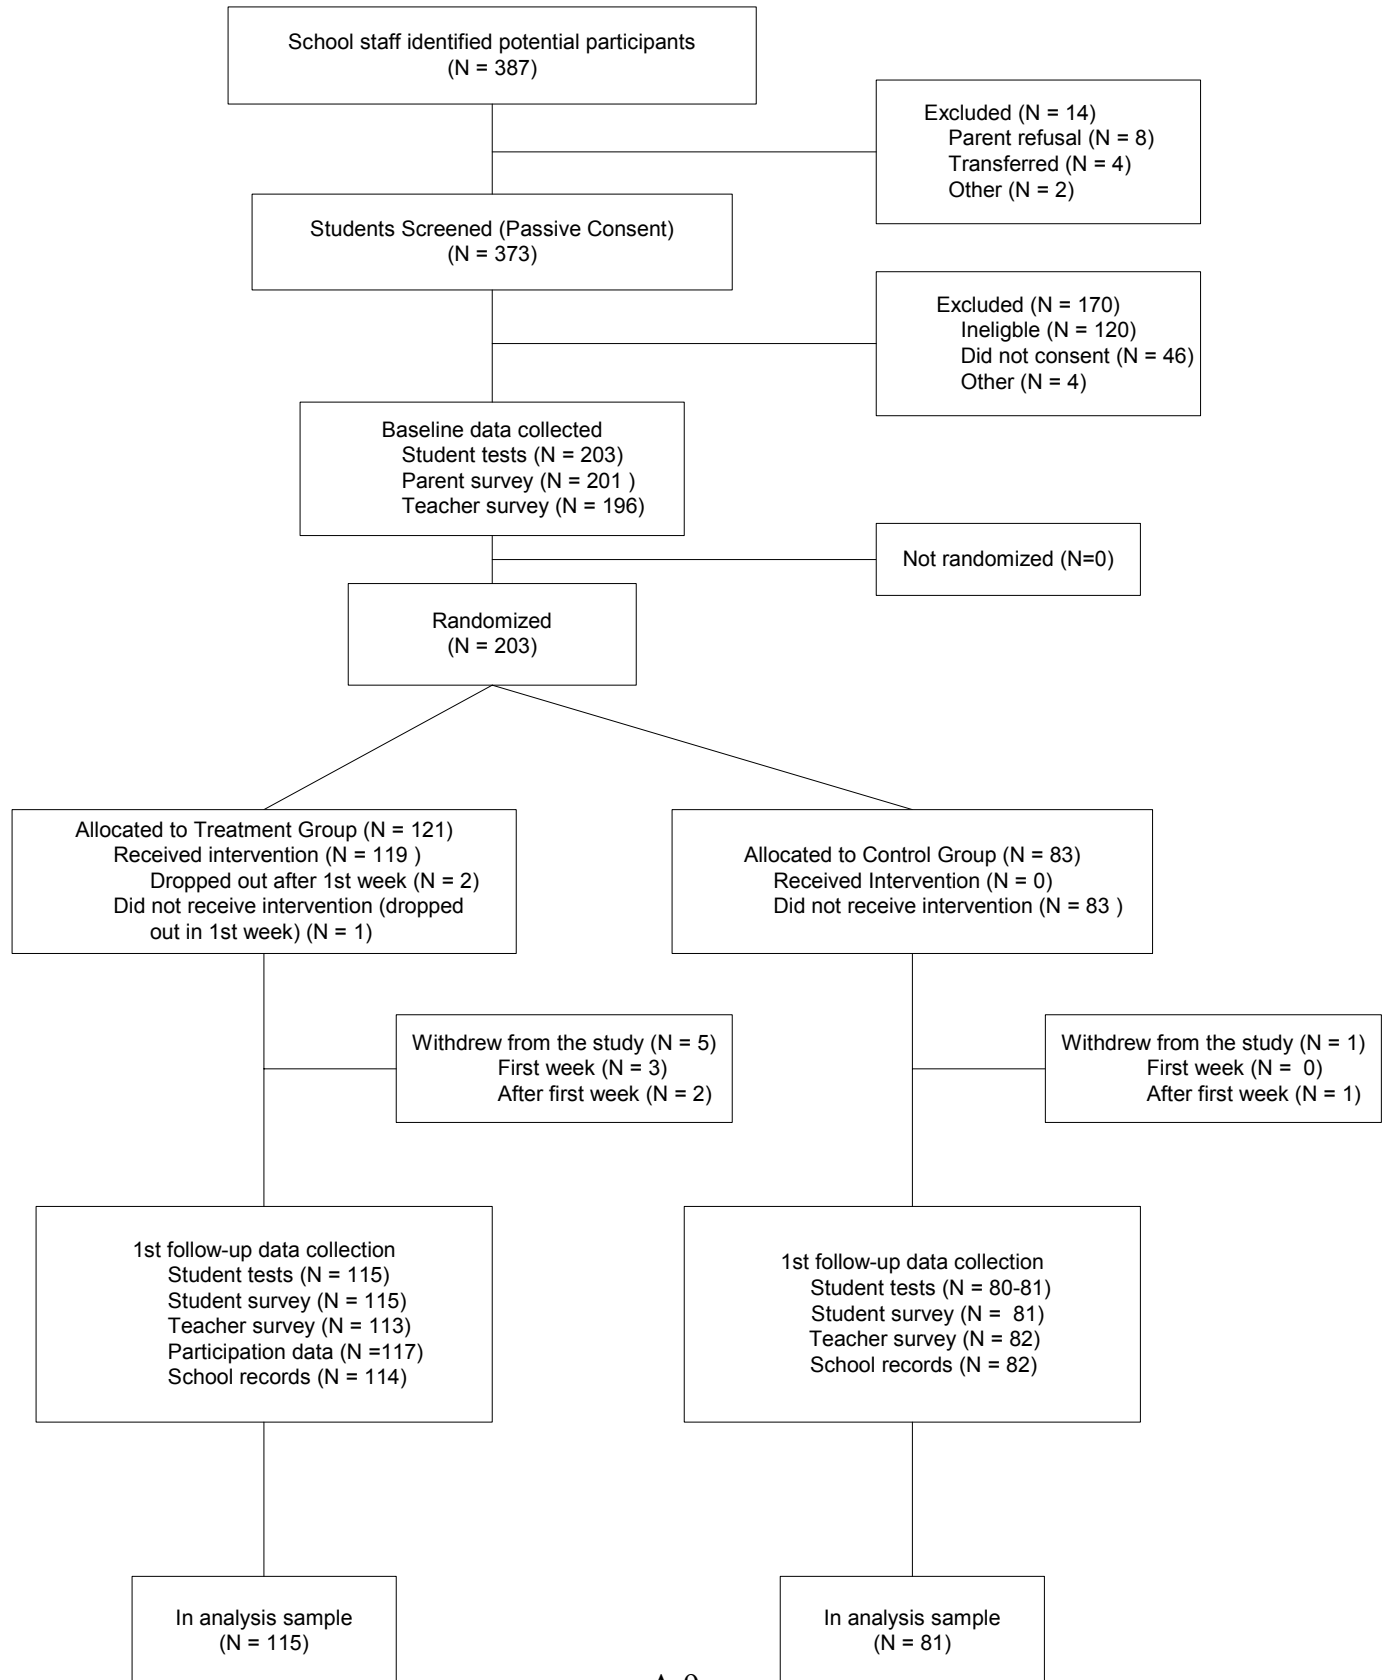 School staff identified potential participants
(N = 387)
Excluded (N = 14)
Parent refusal (N = 8)
Transferred (N = 4)
Other (N = 2)
Students Screened (Passive Consent)
(N = 373)
Excluded (N = 170)
Ineligble (N = 120)
Did not consent (N = 46)
Other (N = 4)
Baseline data collected
Student tests (N = 203)
Parent survey (N = 201 )
Teacher survey (N = 196)
Not randomized (N=0)
Randomized
(N = 203)
Allocated to Treatment Group (N = 121)
Received intervention (N = 119 )
Dropped out after 1st week (N = 2)
Did not receive intervention (dropped
out in 1st week) (N = 1)
Allocated to Control Group (N = 83)
Received Intervention (N = 0)
Did not receive intervention (N = 83 )
Withdrew from the study (N = 5)
First week (N = 3)
After first week (N = 2)
Withdrew from the study (N = 1)
First week (N =  0)
After first week (N = 1)
1st follow-up data collection
Student tests (N = 115)
Student survey (N = 115)
Teacher survey (N = 113)
Participation data (N =117)
School records (N = 114)
1st follow-up data collection
Student tests (N = 80-81)
Student survey (N =  81)
Teacher survey (N = 82)
School records (N = 82)
In analysis sample
(N = 115)
In analysis sample
(N = 81)